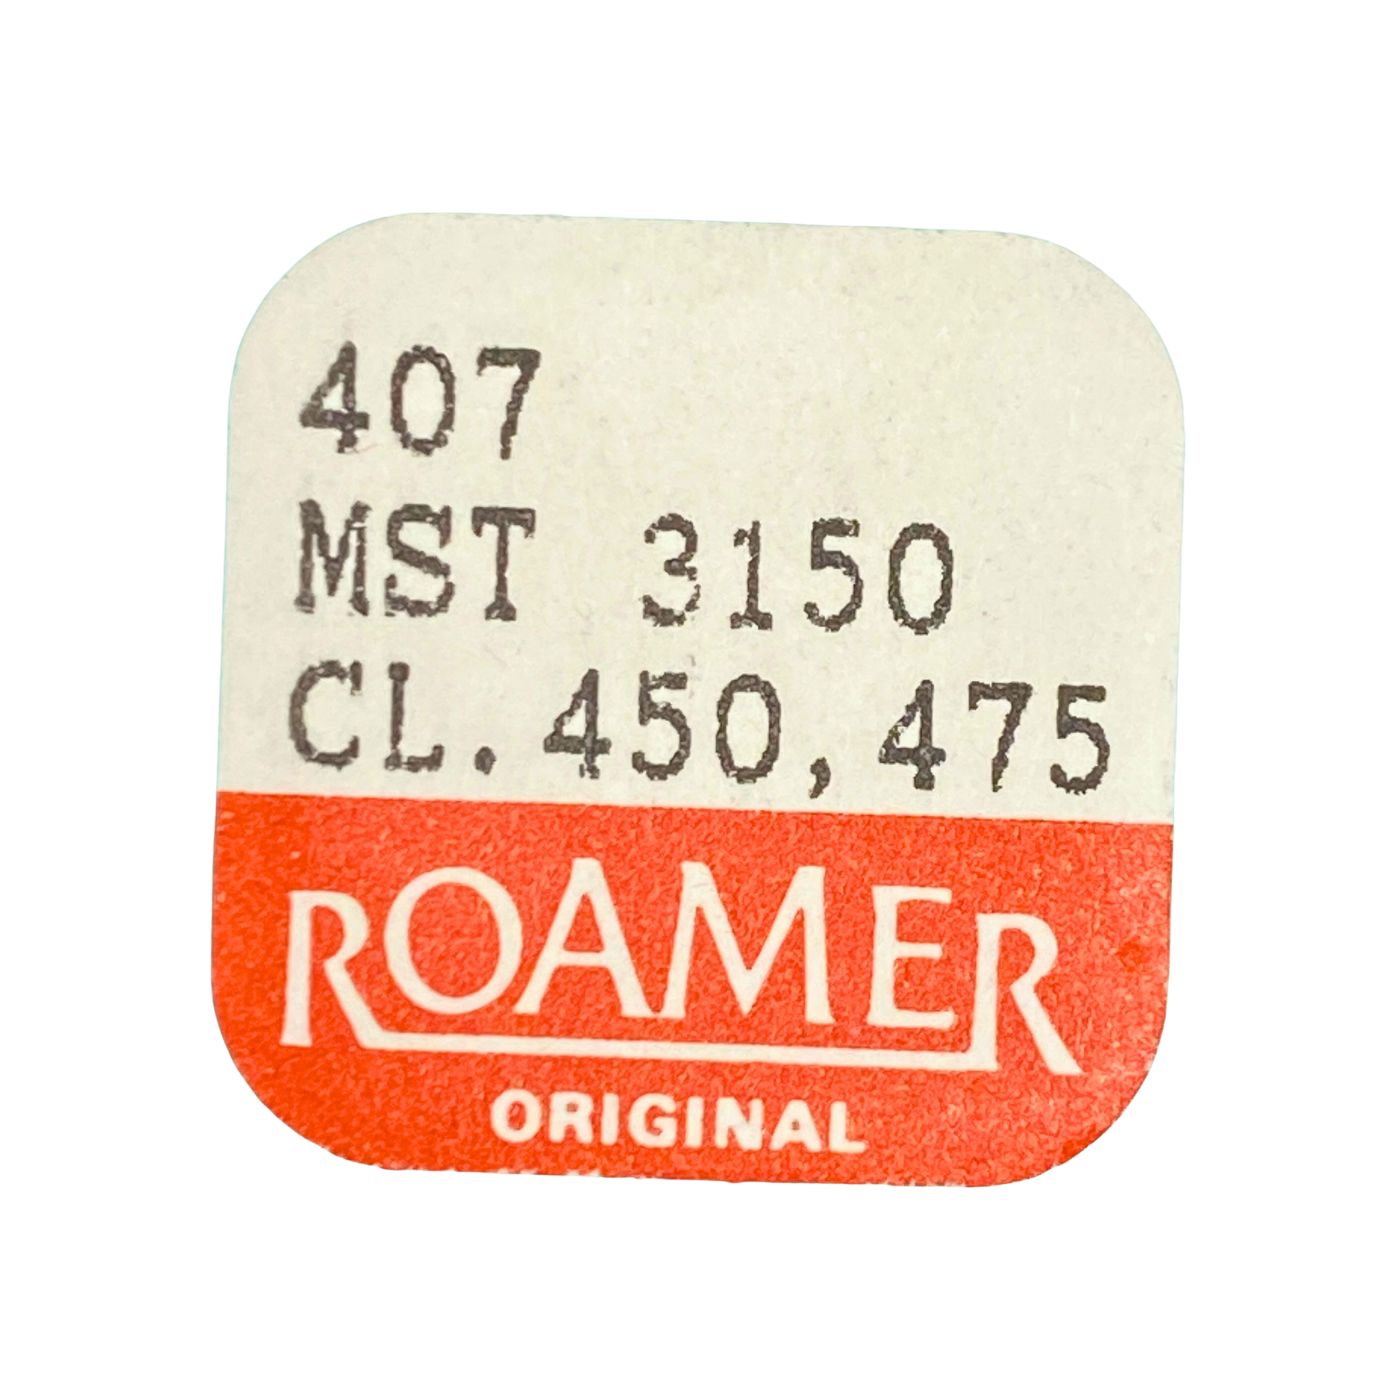 407
MST 3150
CL. 450, 475
ROAMER
ORIGINAL